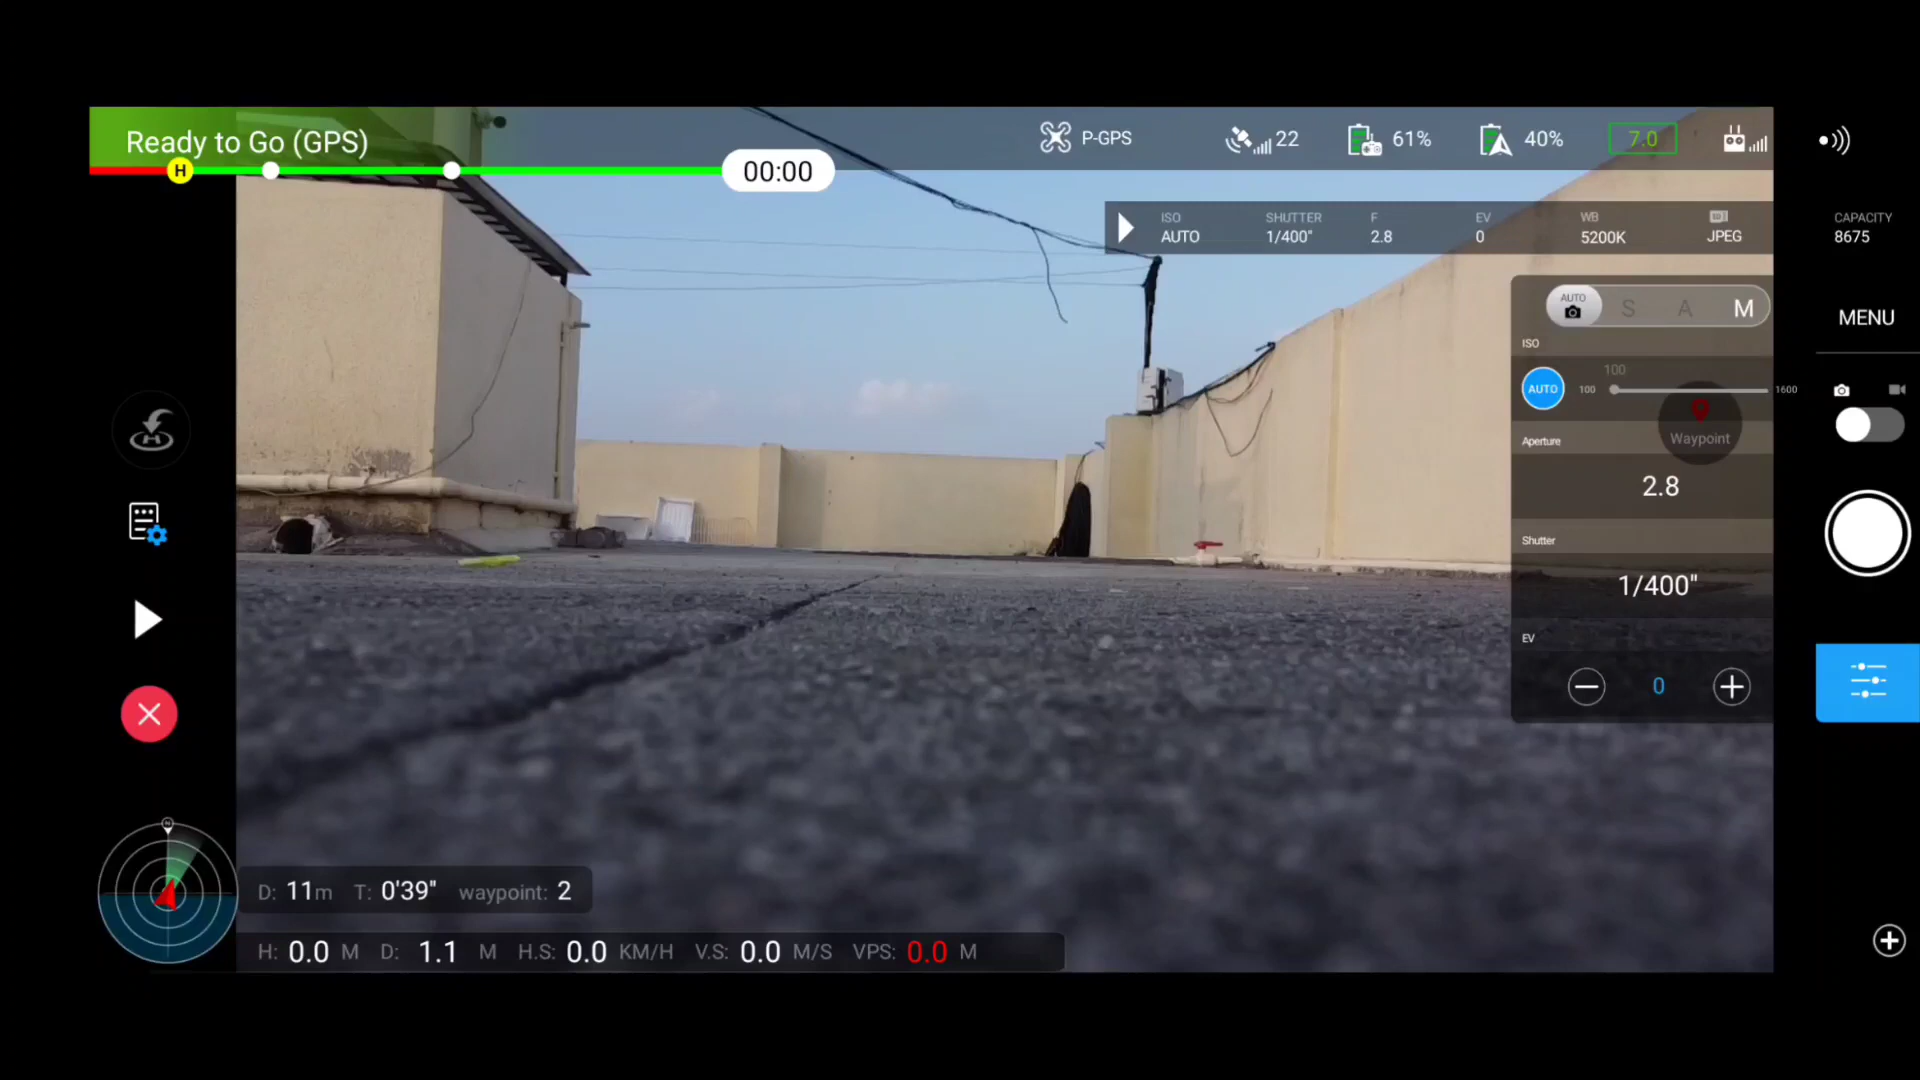 Ready to Go (GPS)
H
00:00
P-GPS
22
61%
40%
7.0
ISO
AUTO
SHUTTER
1/400"
F
2.8
EV
0
WB
5200K
JPEG
CAPACITY
8675
MENU
AUTO
S
A
M
ISO
AUTO
100
100
1600
Waypoint
Aperture
2.8
Shutter
1/400"
EV
0
H
N
D: 11m T: 0'39" waypoint: 2
H: 0.0 M D: 1.1 M H.S: 0.0 KM/H V.S: 0.0 M/S VPS: 0.0 M